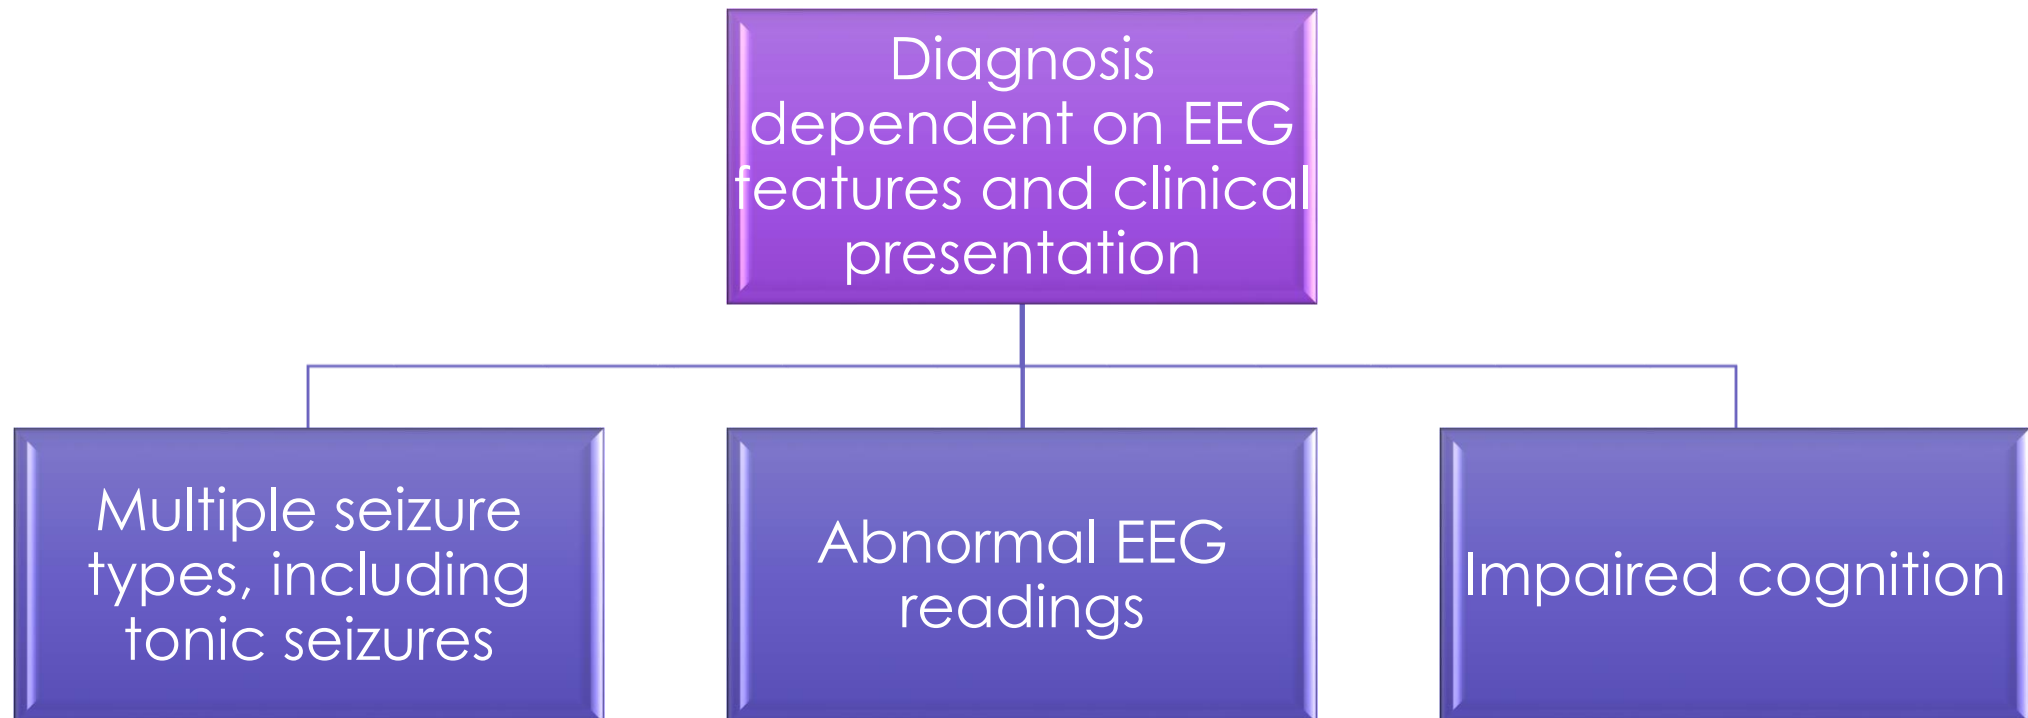 Diagnosis
dependent on EEG
features and clinical
presentation
Multiple seizure
types, including
tonic seizures
Abnormal EEG
readings
Impaired cognition